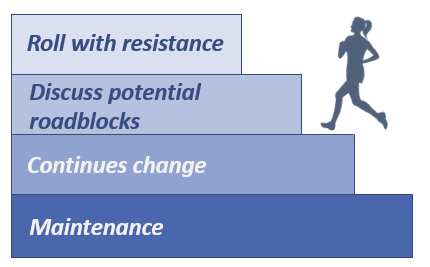 Roll with resistance
Discuss potential
roadblocks
Continues change
Maintenance